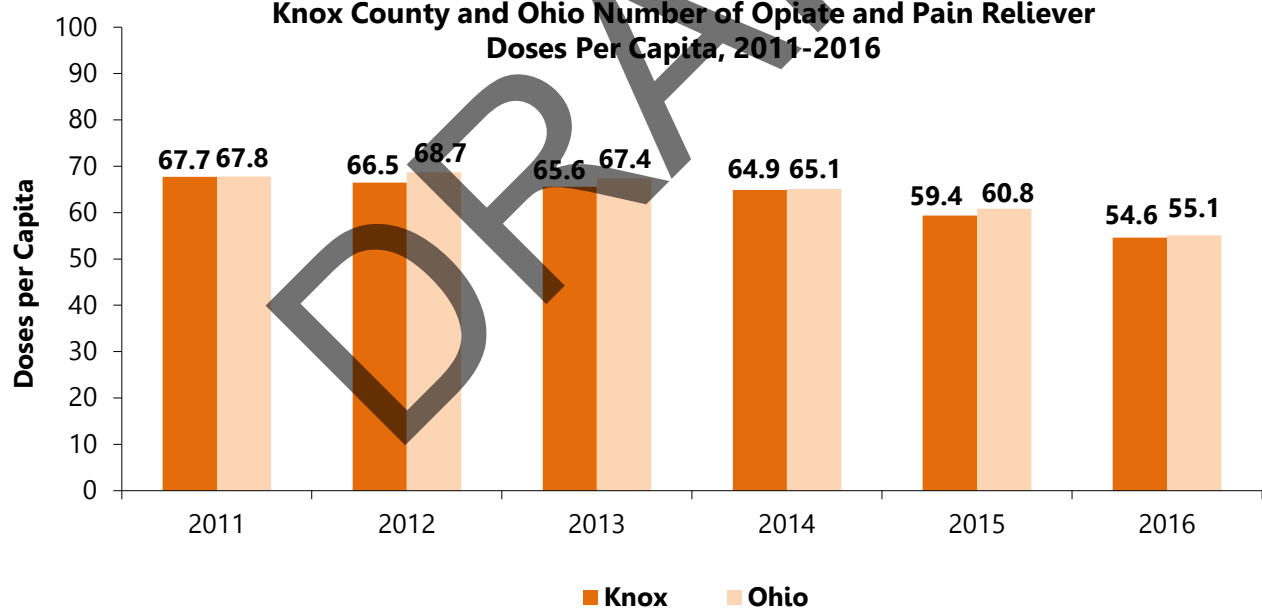 Knox County and Ohio Number of Opiate and Pain Reliever
Doses Per Capita, 2011-2016
100
90
80
70
60
50
40
30
20
10
0
Doses per Capita
67.7 67.8
66.5 68.7
65.6 67.4
64.9 65.1
59.4 60.8
54.6 55.1
2011 2012 2013 2014 2015 2016
Knox Ohio
DRA